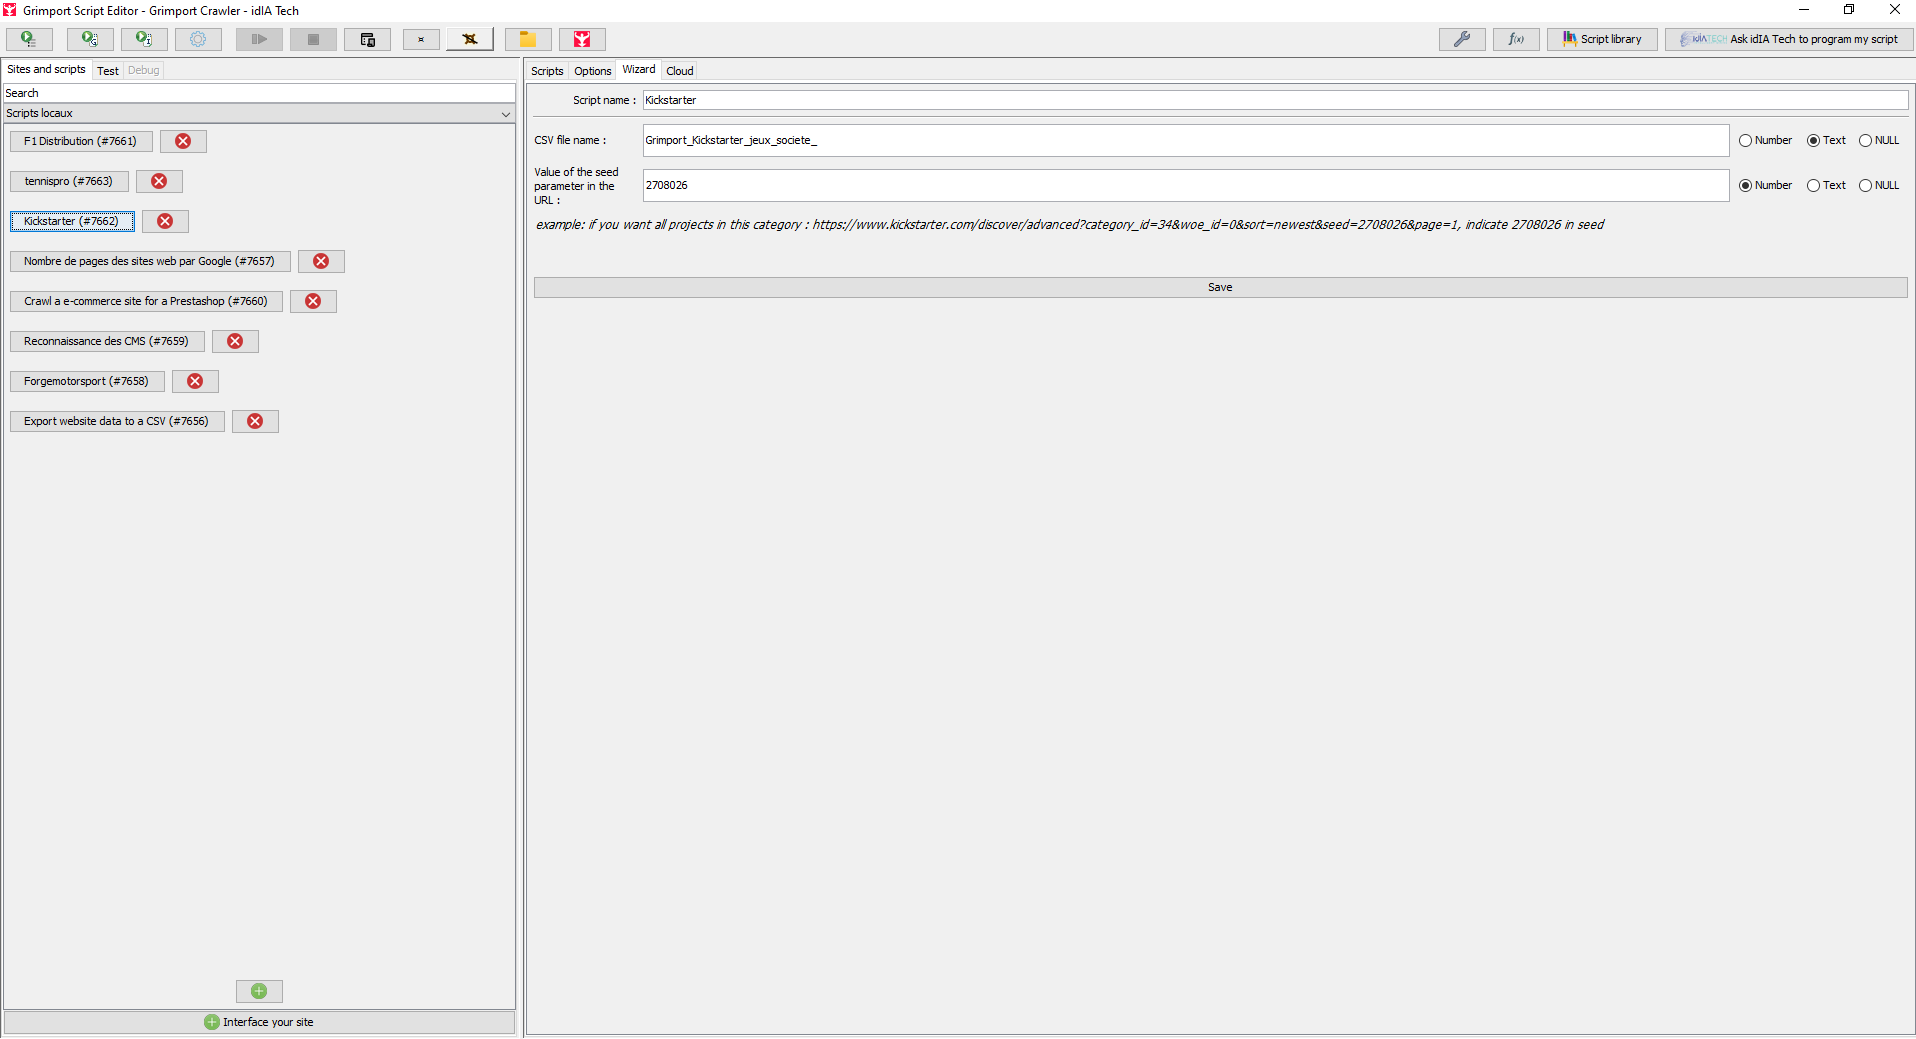 Grimport Script Editor - Grimport Crawler - idIA Tech
f(x)
Script library
idIATECH Ask idIA Tech to program my script
Sites and scripts Test Debug
Search
Scripts locaux
F1 Distribution (#7661)
tennispro (#7663)
Kickstarter (#7662)
Nombre de pages des sites web par Google (#7657)
Crawl a e-commerce site for a Prestashop (#7660)
Reconnaissance des CMS (#7659)
Forgemotorsport (#7658)
Export website data to a CSV (#7656)
Interface your site
Scripts Options Wizard Cloud
Script name : Kickstarter
CSV file name : Grimport_Kickstarter_jeux_societe_ Number Text NULL
Value of the seed
parameter in the
URL :
2708026 Number Text NULL
example: if you want all projects in this category : https://www.kickstarter.com/discover/advanced?category_id=34&woe_id=0&sort=newest&seed=2708026&page=1, indicate 2708026 in seed
Save